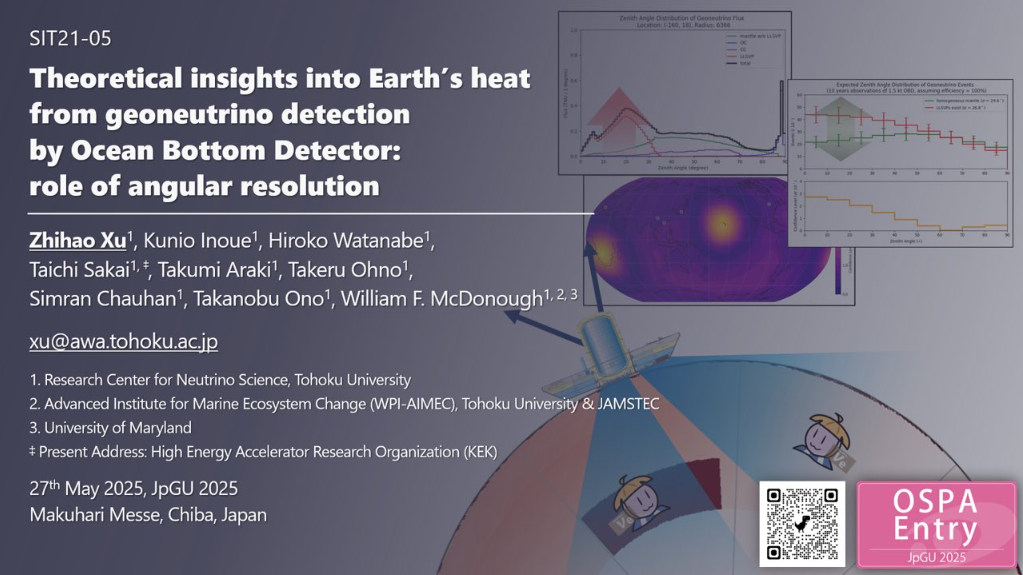 SIT21-05
Theoretical insights into Earth's heat
from geoneutrino detection
by Ocean Bottom Detector:
role of angular resolution
Zhihao Xu¹, Kunio Inoue¹, Hiroko Watanabe¹,
Taichi Sakai¹,‡, Takumi Araki¹, Takeru Ohno¹,
Simran Chauhan¹, Takanobu Ono¹, William F. McDonough¹,²,³
xu@awa.tohoku.ac.jp
1. Research Center for Neutrino Science, Tohoku University
2. Advanced Institute for Marine Ecosystem Change (WPI-AIMEC), Tohoku University & JAMSTEC
3. University of Maryland
‡ Present Address: High Energy Accelerator Research Organization (KEK)
27th May 2025, JpGU 2025
Makuhari Messe, Chiba, Japan
Zenith Angle Distribution of Geoneutrino Flux
Zenith Angle (degree)
Expected Zenith Angle Distribution of Geoneutrino Events
Zenith Angle (°)
OSPA
Entry
JpGU 2025